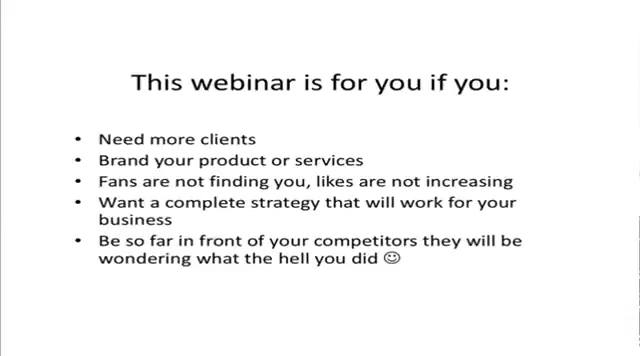 This webinar is for you if you:
• Need more clients
• Brand your product or services
• Fans are not finding you, likes are not increasing
• Want a complete strategy that will work for your
business
• Be so far in front of your competitors they will be
wondering what the hell you did ☺